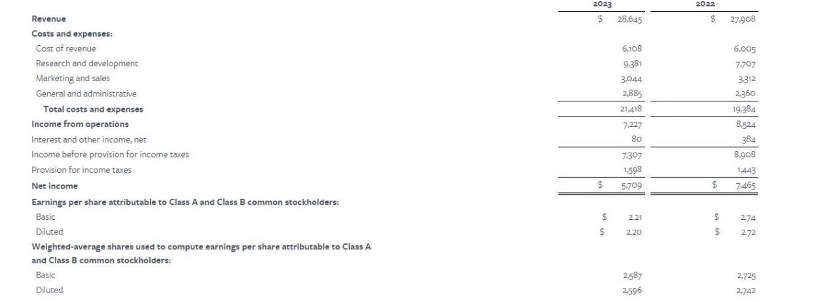 2023 2022
Revenue $ 28,645 $ 27,908
Costs and expenses:
Cost of revenue 6,108 6,005
Research and development 9,381 7,707
Marketing and sales 3,044 3,312
General and administrative 2,885 2,360
Total costs and expenses 21,418 19,384
Income from operations 7,227 8,524
Interest and other income, net 80 384
Income before provision for income taxes 7,307 8,908
Provision for income taxes 1,598 1,443
Net income $ 5,709 $ 7,465
Earnings per share attributable to Class A and Class B common stockholders:
Basic $ 2.21 $ 2.74
Diluted $ 2.20 $ 2.72
Weighted-average shares used to compute earnings per share attributable to Class A
and Class B common stockholders:
Basic 2,587 2,725
Diluted 2,596 2,742